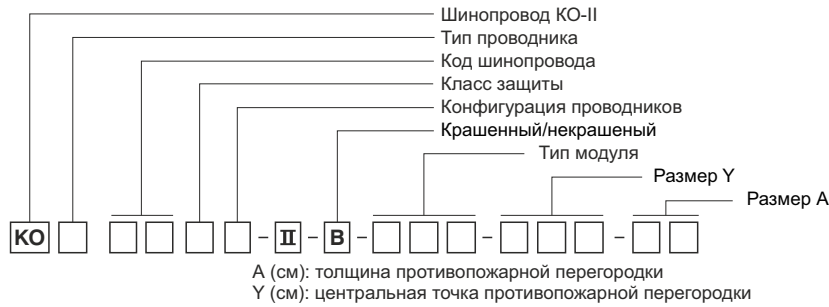 Шинопровод КО-II
Тип проводника
Код шинопровода
Класс защиты
Конфигурация проводников
Крашенный/некрашеный
Тип модуля
Размер Y
Размер A
KO - II - B - - -
A (см): толщина противопожарной перегородки
Y (см): центральная точка противопожарной перегородки